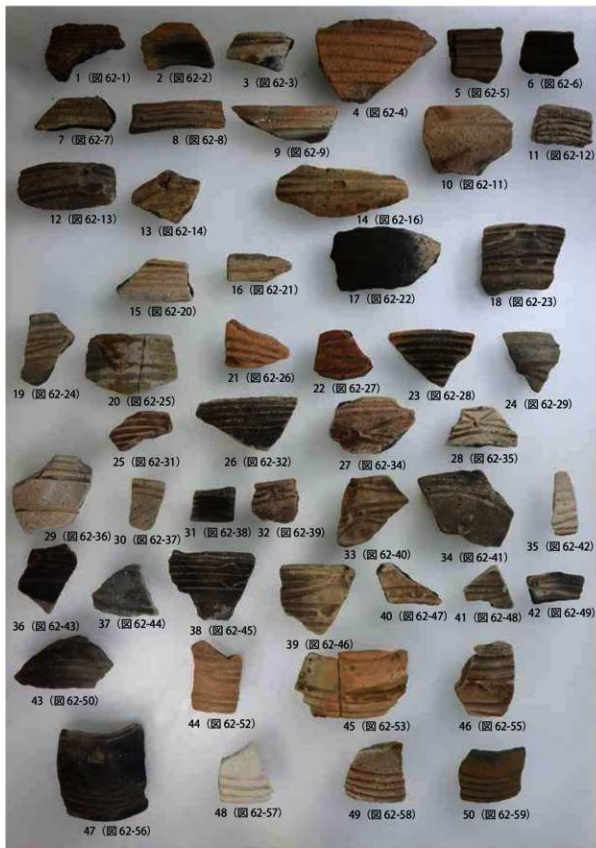 1（図 62-1）
2（図 62-2）
3（図 62-3）
4（図 62-4）
5（図 62-5）
6（図 62-6）
7（図 62-7）
8（図 62-8）
9（図 62-9）
10（図 62-11）
11（図 62-12）
12（図 62-13）
13（図 62-14）
14（図 62-16）
15（図 62-20）
16（図 62-21）
17（図 62-22）
18（図 62-23）
19（図 62-24）
20（図 62-25）
21（図 62-26）
22（図 62-27）
23（図 62-28）
24（図 62-29）
25（図 62-31）
26（図 62-32）
27（図 62-34）
28（図 62-35）
29（図 62-36）
30（図 62-37）
31（図 62-38）
32（図 62-39）
33（図 62-40）
34（図 62-41）
35（図 62-42）
36（図 62-43）
37（図 62-44）
38（図 62-45）
39（図 62-46）
40（図 62-47）
41（図 62-48）
42（図 62-49）
43（図 62-50）
44（図 62-52）
45（図 62-53）
46（図 62-55）
47（図 62-56）
48（図 62-57）
49（図 62-58）
50（図 62-59）